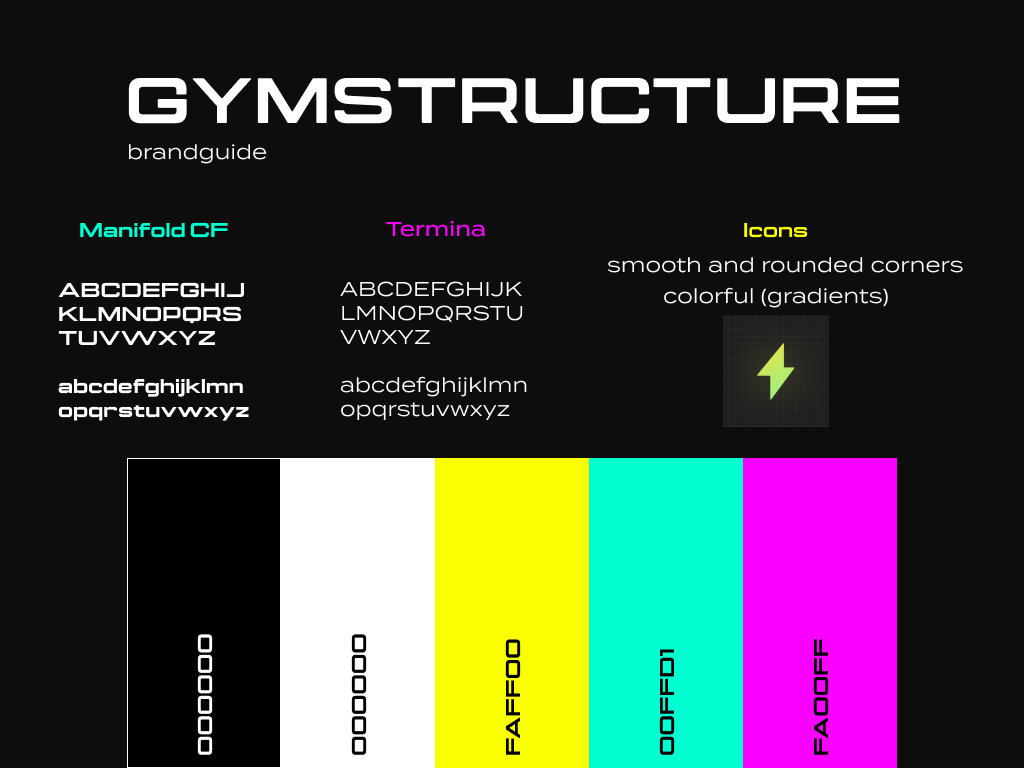 GYMSTRUCTURE
brandguide
Manifold CF
ABCDEFGHIJ
KLMNOPQRS
TUVWXYZ
abcdefghijklmn
opqrstuvwxyz
Termina
ABCDEFGHIJK
LMNOPQRSTU
VWXYZ
abcdefghijklmn
opqrstuvwxyz
Icons
smooth and rounded corners
colorful (gradients)
000000
000000
FAFF00
00FFD1
FA00FF